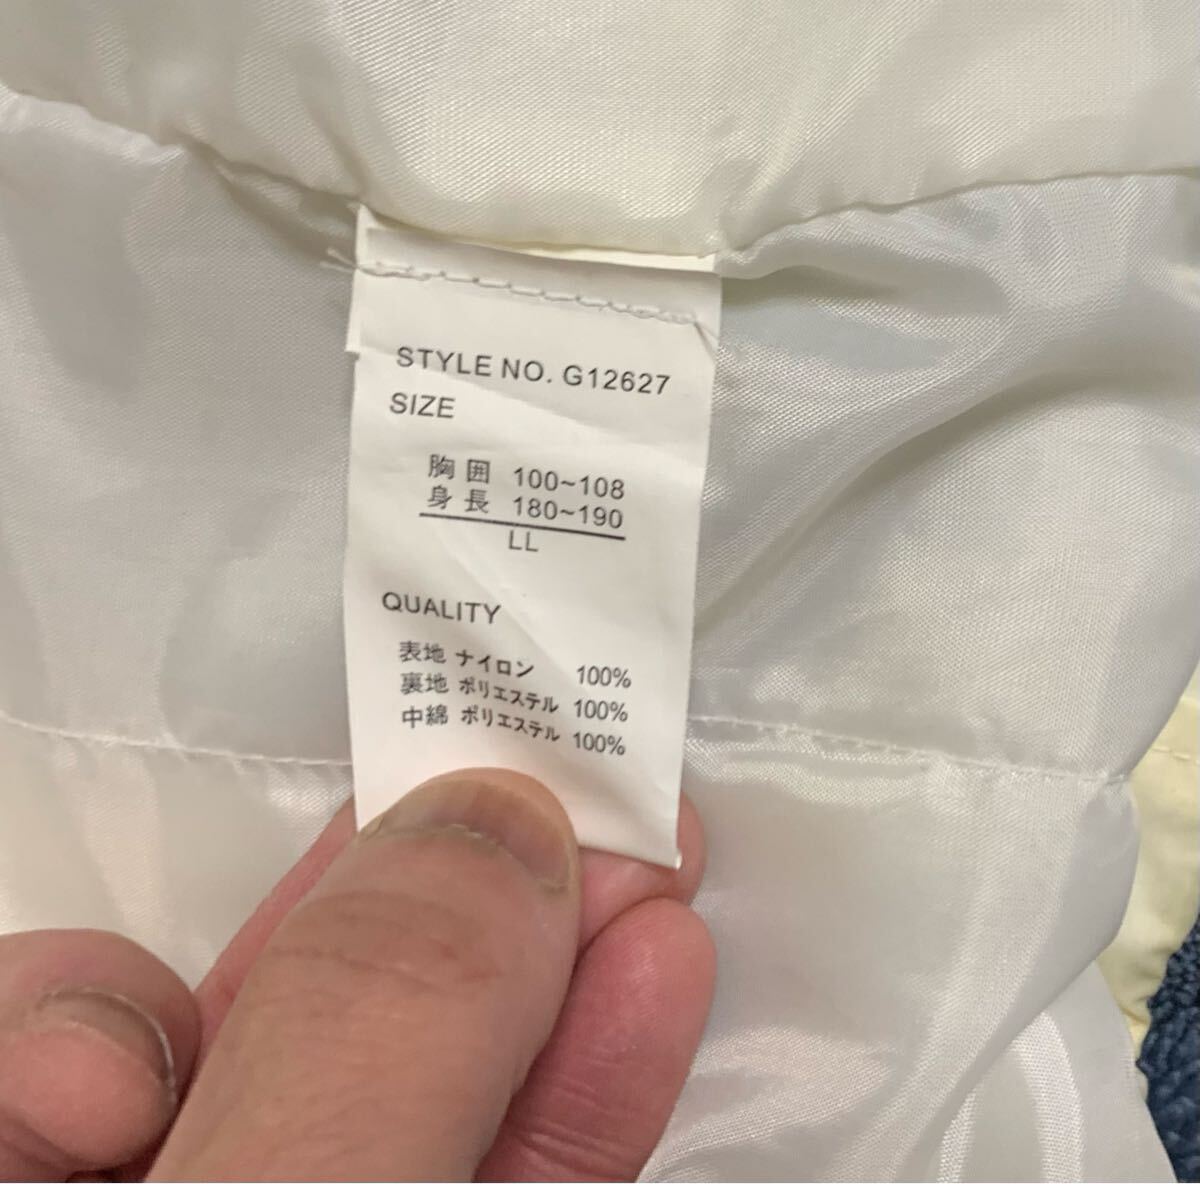 STYLE NO. G12627
SIZE
胸囲 100~108
身長 180~190
LL
QUALITY
表地 ナイロン 100%
裏地 ポリエステル 100%
中綿 ポリエステル 100%